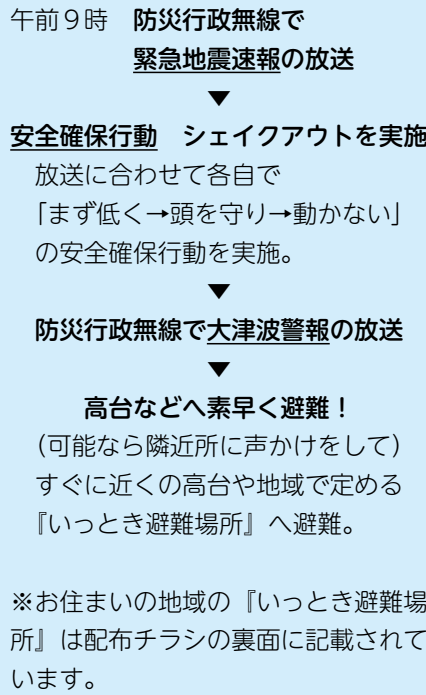 午前９時　防災行政無線で
緊急地震速報の放送
▼
安全確保行動　シェイクアウトを実施
放送に合わせて各自で
「まず低く→頭を守り→動かない」
の安全確保行動を実施。
▼
防災行政無線で大津波警報の放送
▼
高台などへ素早く避難！
（可能なら隣近所に声かけをして）
すぐに近くの高台や地域で定める
『いっとき避難場所』へ避難。
※お住まいの地域の『いっとき避難場
所』は配布チラシの裏面に記載されて
います。